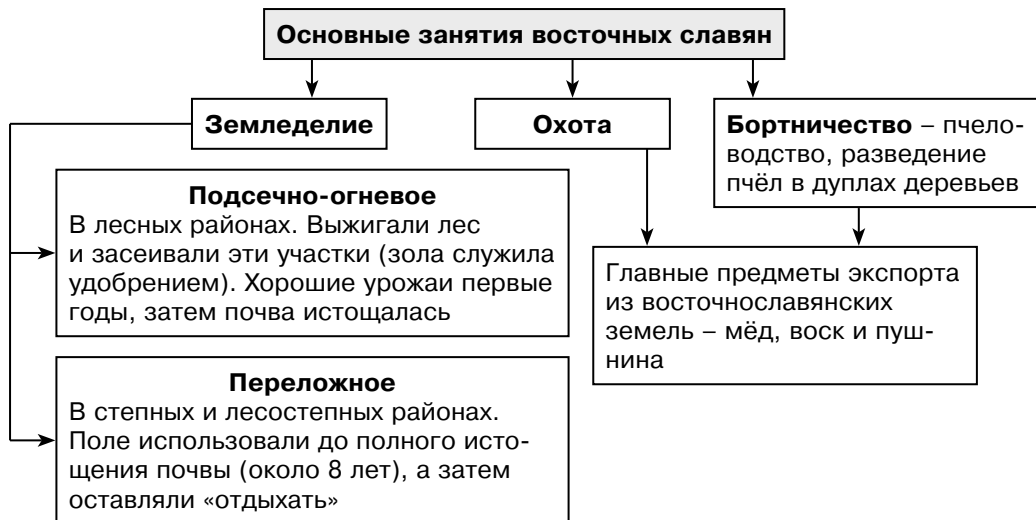 Основные занятия восточных славян
Земледелие
Охота
Бортничество – пчело-
водство, разведение
пчёл в дуплах деревьев
Подсечно-огневое
В лесных районах. Выжигали лес
и засеивали эти участки (зола служила
удобрением). Хорошие урожаи первые
годы, затем почва истощалась
Главные предметы экспорта
из восточнославянских
земель – мёд, воск и пуш-
нина
Переложное
В степных и лесостепных районах.
Поле использовали до полного исто-
щения почвы (около 8 лет), а затем
оставляли «отдыхать»